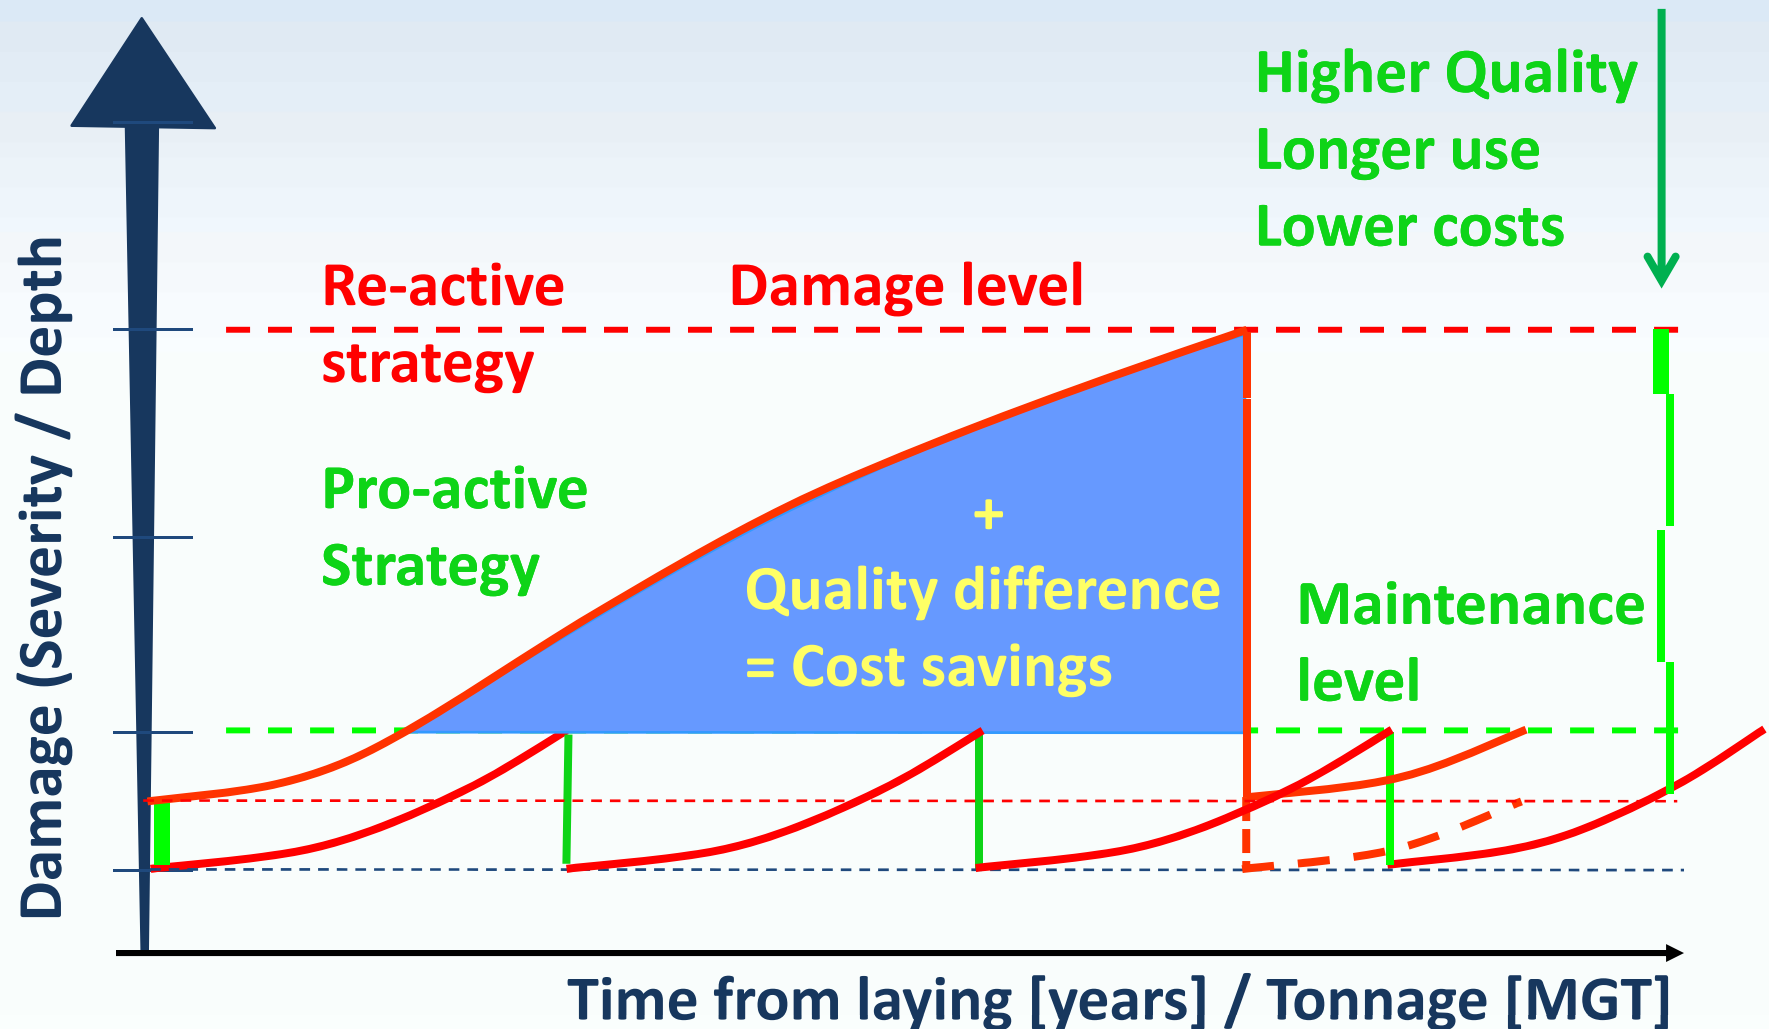 Higher Quality
Longer use
Lower costs
Re-active
strategy
Damage level
Pro-active
Strategy
+
Quality difference
= Cost savings
Maintenance
level
Damage (Severity / Depth
Time from laying [years] / Tonnage [MGT]